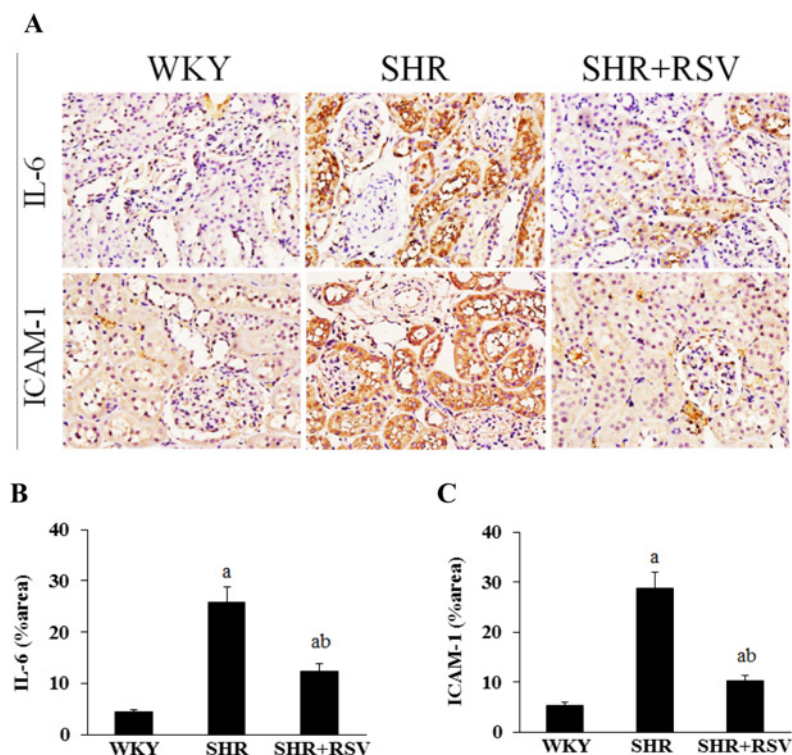 A
WKY SHR SHR+RSV
IL-6
ICAM-1
B
40
30
20
10
0
IL-6 (%area)
a
ab
WKY SHR SHR+RSV
C
40
30
20
10
0
ICAM-1 (%area)
a
ab
WKY SHR SHR+RSV